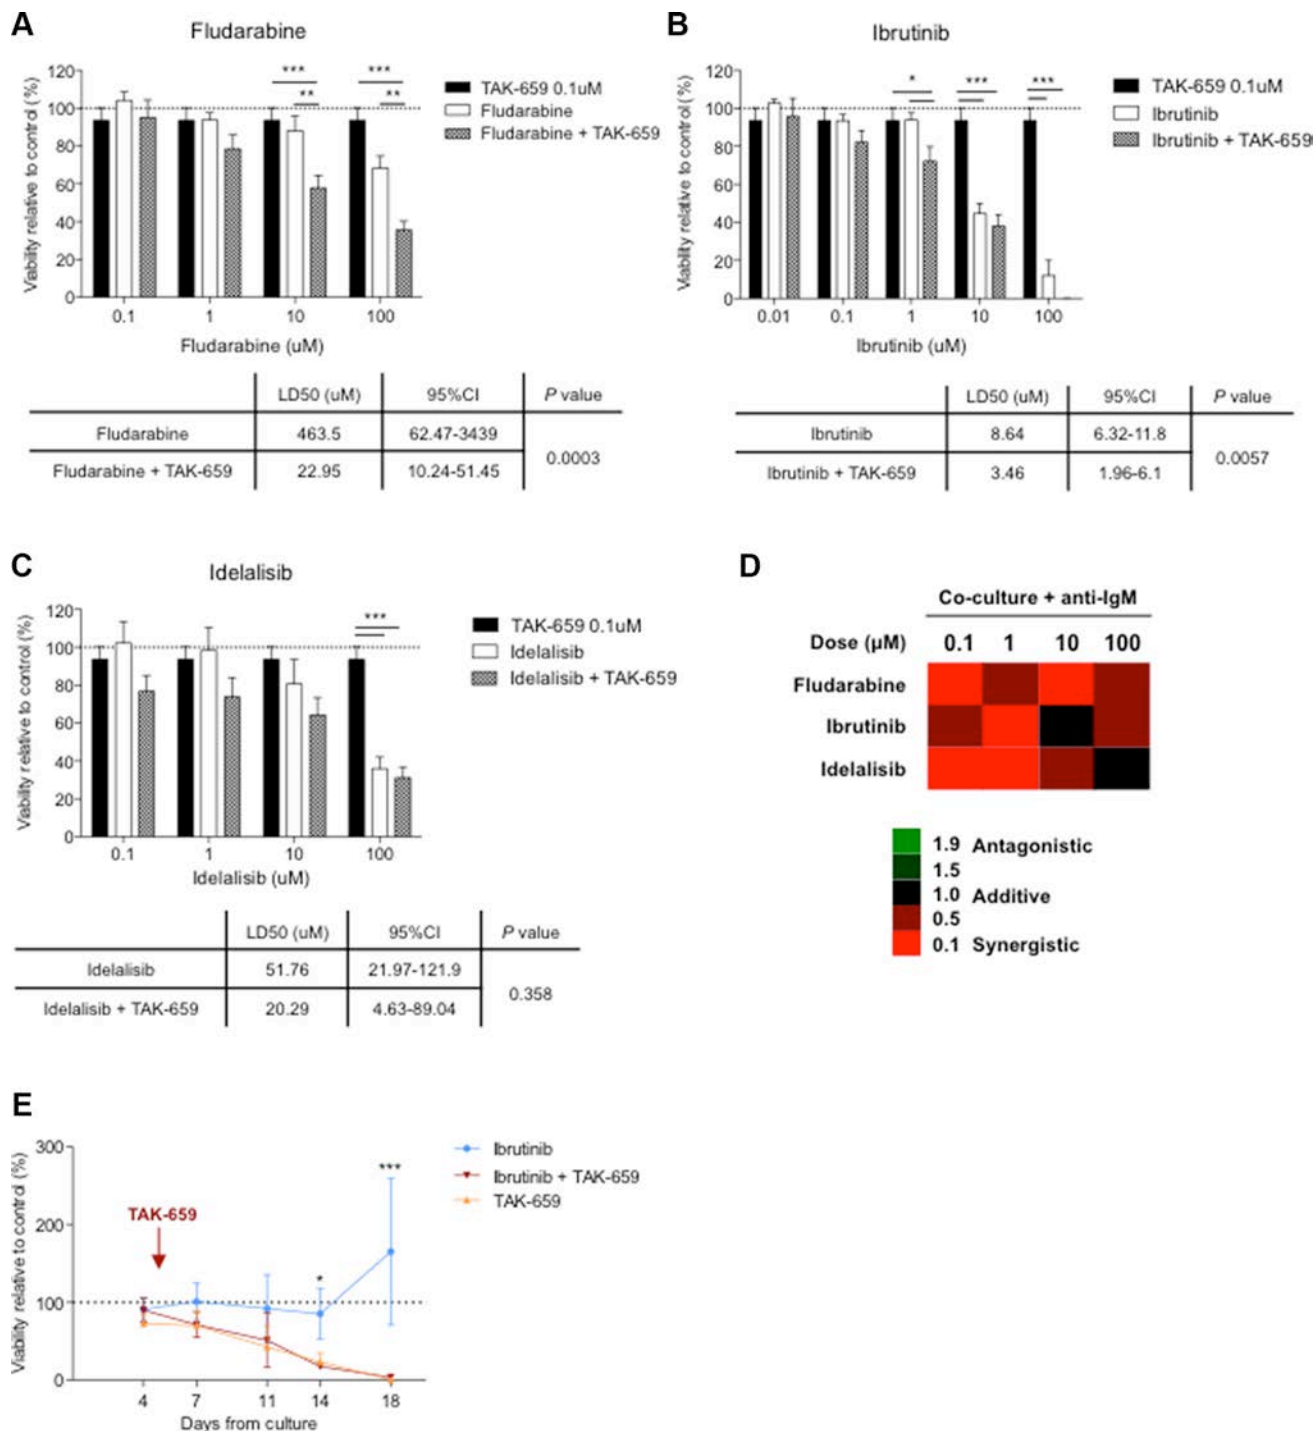 A
Fludarabine
Viability relative to control (%)
120
100
80
60
40
20
0
*** ***
** **
0.1 1 10 100
Fludarabine (uM)
TAK-659 0.1uM
Fludarabine
Fludarabine + TAK-659
LD50 (uM) 95%CI P value
Fludarabine 463.5 62.47-3439
0.0003
Fludarabine + TAK-659 22.95 10.24-51.45
B
Ibrutinib
Viability relative to control (%)
120
100
80
60
40
20
0
* *** ***
0.01 0.1 1 10 100
Ibrutinib (uM)
TAK-659 0.1uM
Ibrutinib
Ibrutinib + TAK-659
LD50 (uM) 95%CI P value
Ibrutinib 8.64 6.32-11.8
0.0057
Ibrutinib + TAK-659 3.46 1.96-6.1
C
Idelalisib
Viability relative to control (%)
120
100
80
60
40
20
0
***
0.1 1 10 100
Idelalisib (uM)
TAK-659 0.1uM
Idelalisib
Idelalisib + TAK-659
LD50 (uM) 95%CI P value
Idelalisib 51.76 21.97-121.9
0.358
Idelalisib + TAK-659 20.29 4.63-89.04
D
Co-culture + anti-IgM
Dose (µM) 0.1 1 10 100
Fludarabine
Ibrutinib
Idelalisib
1.9 Antagonistic
1.5
1.0 Additive
0.5
0.1 Synergistic
E
Viability relative to control (%)
300
200
100
0
TAK-659
*
***
4 7 11 14 18
Days from culture
Ibrutinib
Ibrutinib + TAK-659
TAK-659